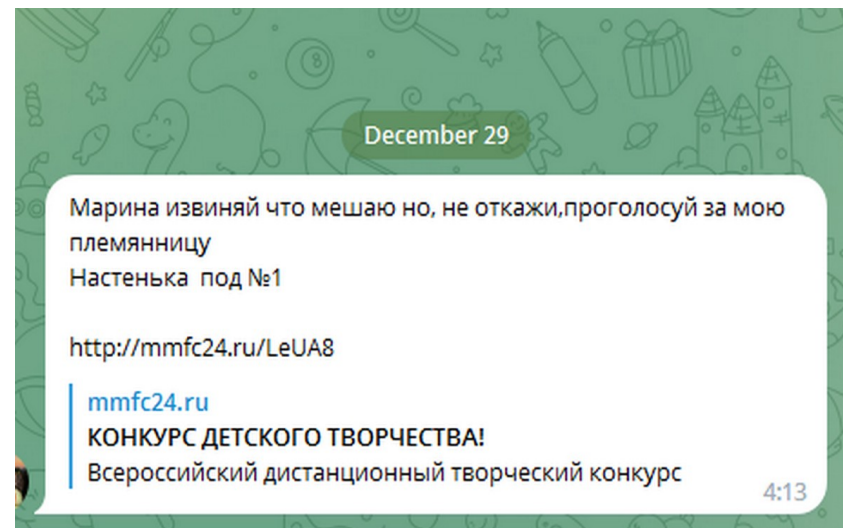 December 29
Марина извиняй что мешаю но, не откажи,проголосуй за мою
племянницу
Настенька под №1
http://mmfc24.ru/LeUA8
mmfc24.ru
КОНКУРС ДЕТСКОГО ТВОРЧЕСТВА!
Всероссийский дистанционный творческий конкурс
4:13